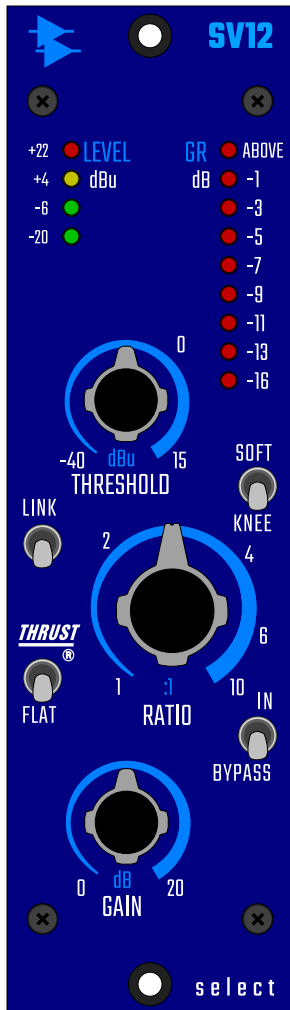 SV12
+22 LEVEL GR ABOVE
+4 dBu dB -1
-6 -3
-20 -5
-7
-9
-11
-13
-16
0
-40 dBu 15
THRESHOLD
SOFT
KNEE
LINK
2 4
6
THRUST®
FLAT
1 :1 10
RATIO
IN
BYPASS
0 dB 20
GAIN
select